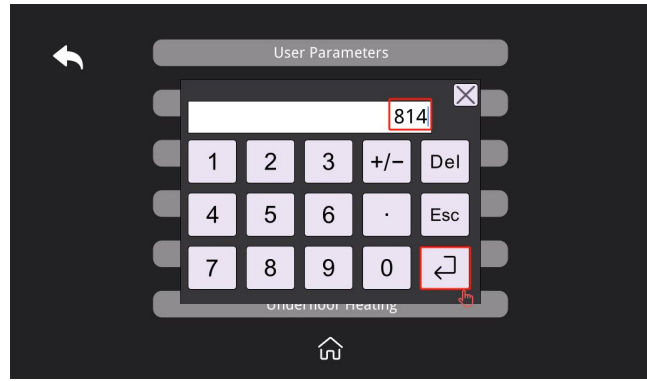 User Parameters
814
1 2 3 +/− Del
4 5 6 . Esc
7 8 9 0
Underfloor Heating